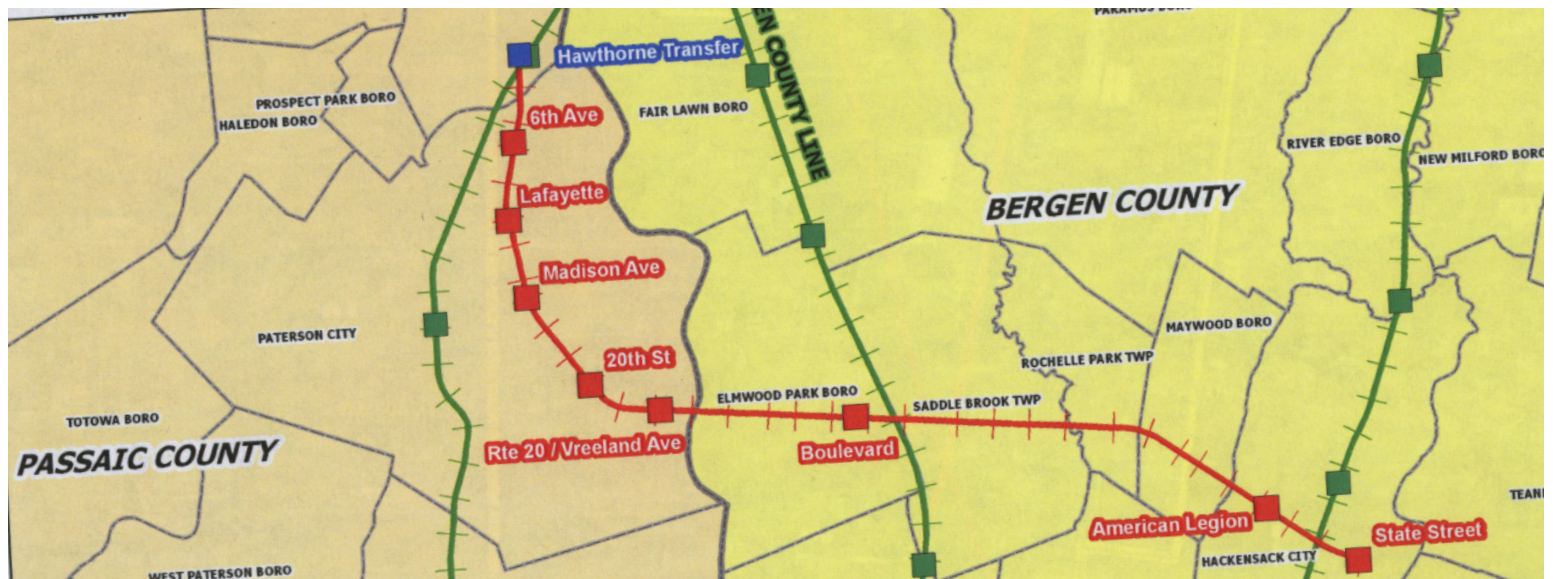 Hawthorne Transfer
PROSPECT PARK BORO
HALEDON BORO
6th Ave
FAIR LAWN BORO
EN COUNTY LINE
RIVER EDGE BORO
NEW MILFORD BORO
Lafayette
BERGEN COUNTY
Madison Ave
PATERSON CITY
MAYWOOD BORO
20th St
ROCHELLE PARK TWP
ELMWOOD PARK BORO
SADDLE BROOK TWP
TOTOWA BORO
PASSAIC COUNTY
Rte 20 / Vreeland Ave
Boulevard
TEAN
American Legion
State Street
HACKENSACK CITY
WEST PATERSON BORO